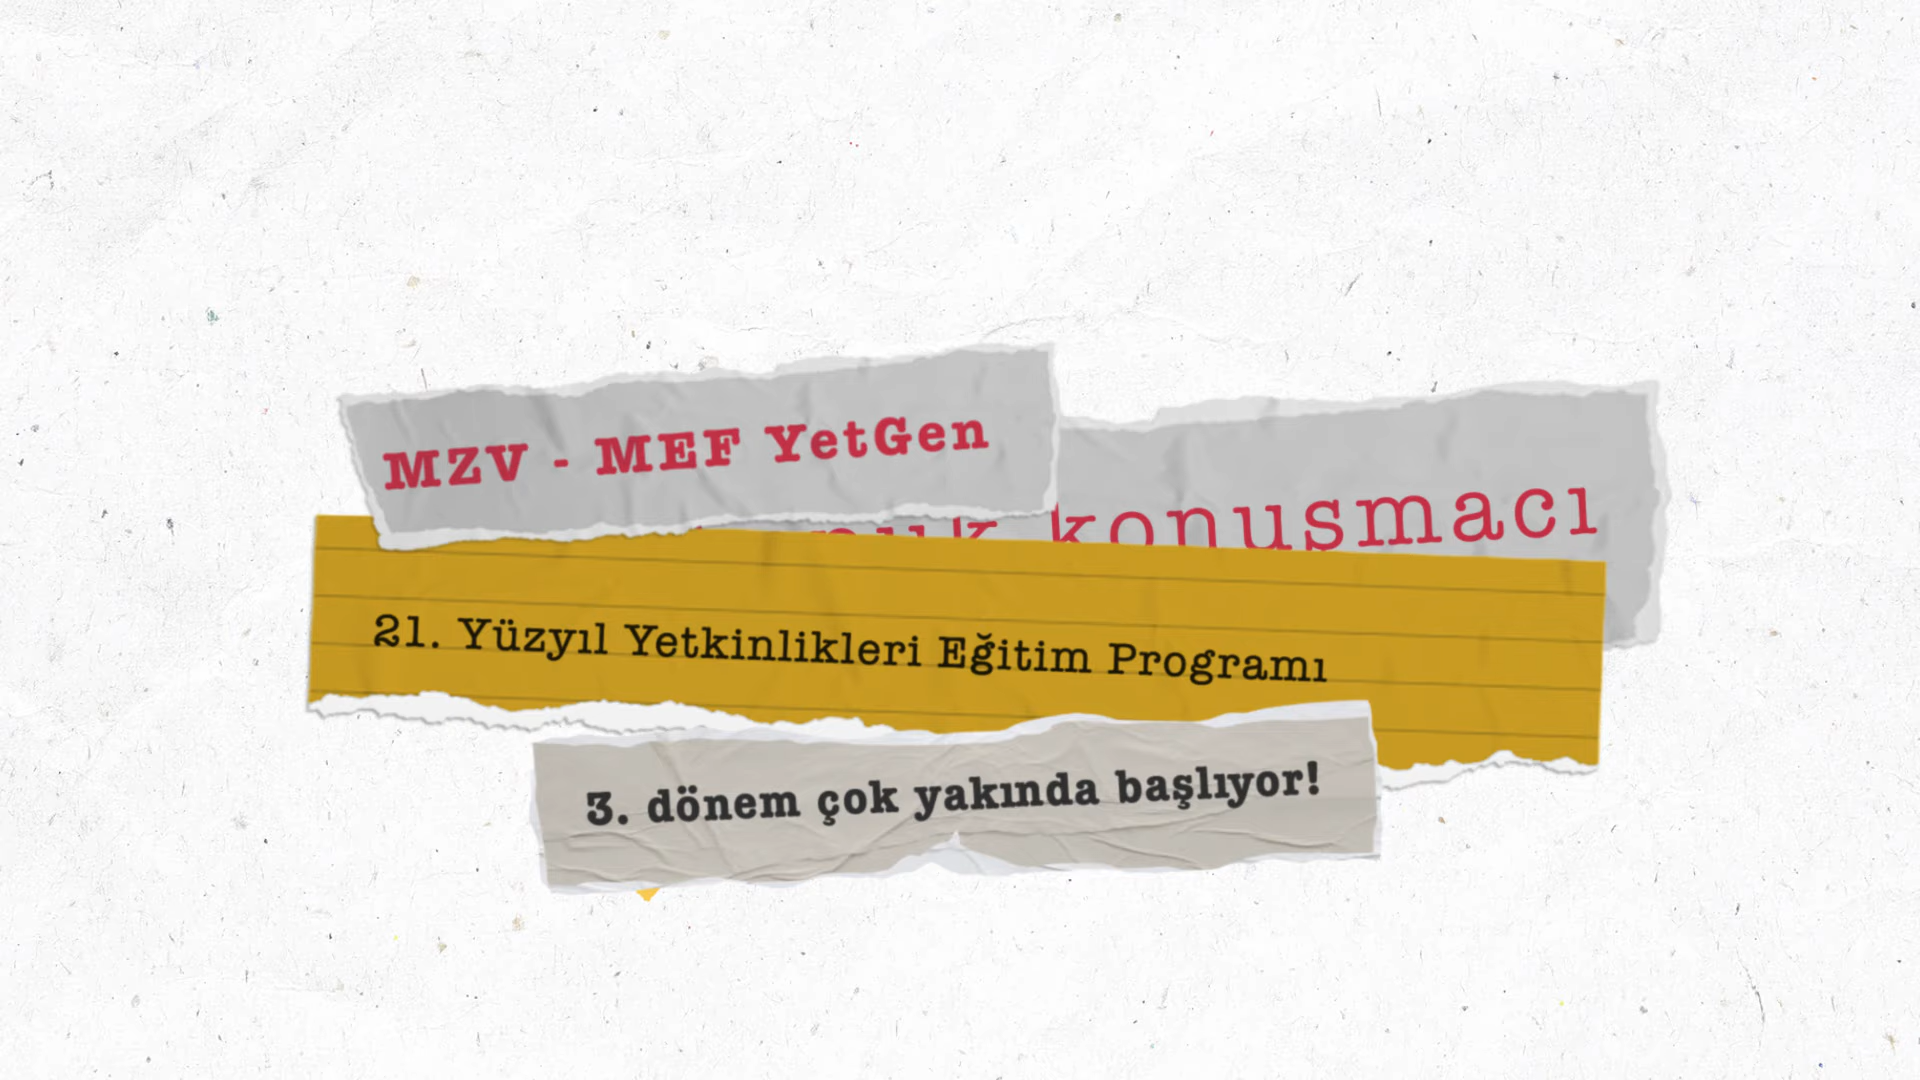 MZV - MEF YetGen
konuşmacı
21. Yüzyıl Yetkinlikleri Eğitim Programı
3. dönem çok yakında başlıyor!